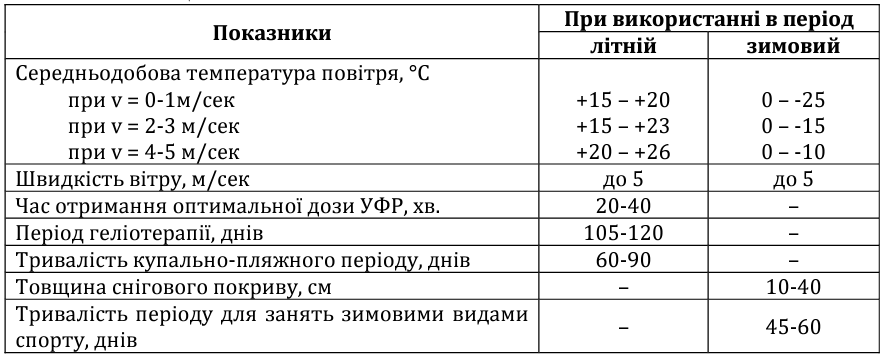 Показники При використанні в період
літній зимовий
Середньодобова температура повітря, °С
при v = 0-1м/сек +15 – +20 0 – -25
при v = 2-3 м/сек +15 – +23 0 – -15
при v = 4-5 м/сек +20 – +26 0 – -10
Швидкість вітру, м/сек до 5 до 5
Час отримання оптимальної дози УФР, хв. 20-40 –
Період геліотерапії, днів 105-120 –
Тривалість купально-пляжного періоду, днів 60-90 –
Товщина снігового покриву, см – 10-40
Тривалість періоду для занять зимовими видами
спорту, днів – 45-60